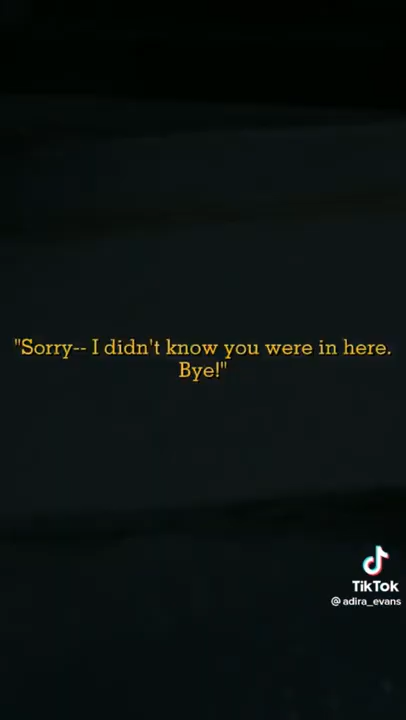 "Sorry-- I didn't know you were in here.
Bye!"
TikTok
@adira_evans